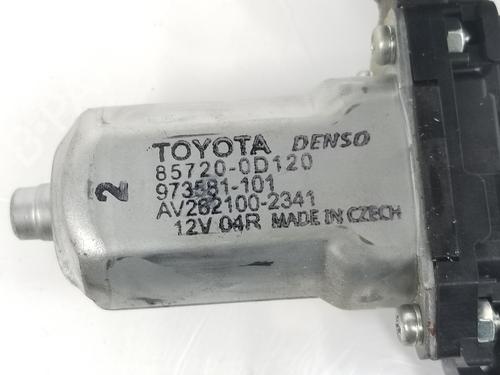 TOYOTA DENSO
85720-0D120
973581-101
AV262100-2341
12V 04R MADE IN CZECH
2